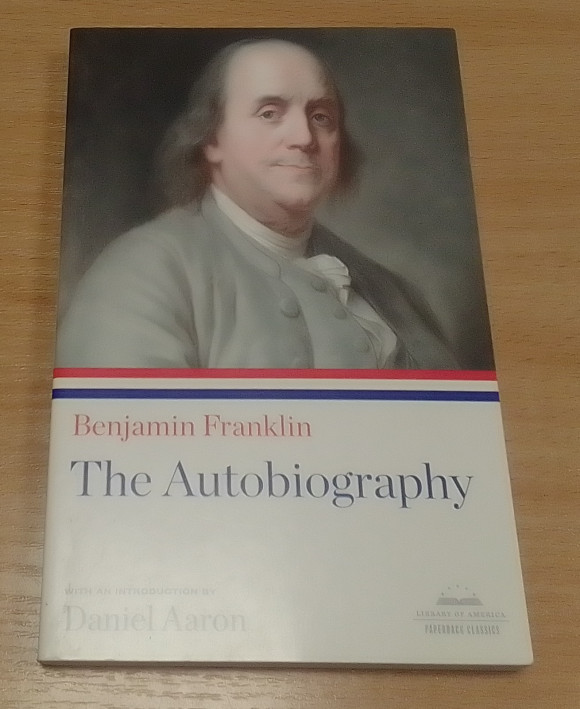 Benjamin Franklin
The Autobiography
WITH AN INTRODUCTION BY
Daniel Aaron
LIBRARY OF AMERICA
PAPERBACK CLASSICS